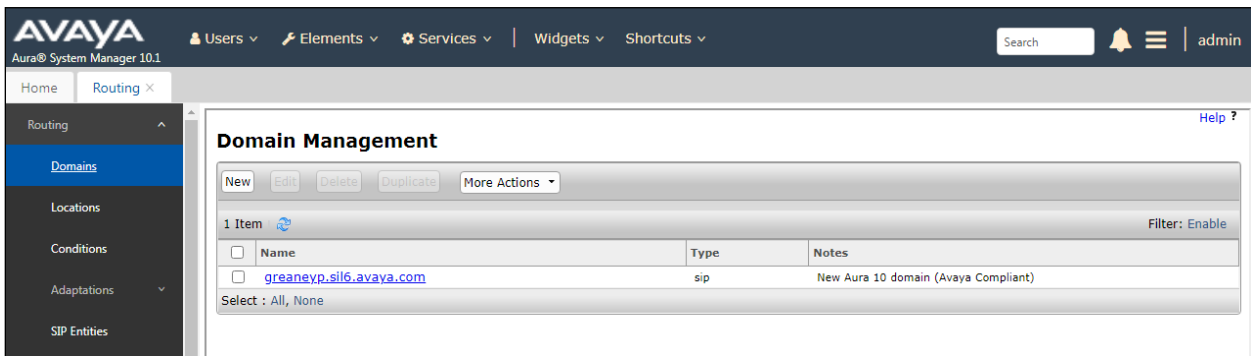 AVAYA
Aura® System Manager 10.1
Users Elements Services | Widgets Shortcuts Search | admin
Home Routing ×
Routing
Domains
Locations
Conditions
Adaptations
SIP Entities
Help ?
Domain Management
New Edit Delete Duplicate More Actions
1 Item Filter: Enable
Name Type Notes
greaneyp.sil6.avaya.com sip New Aura 10 domain (Avaya Compliant)
Select : All, None